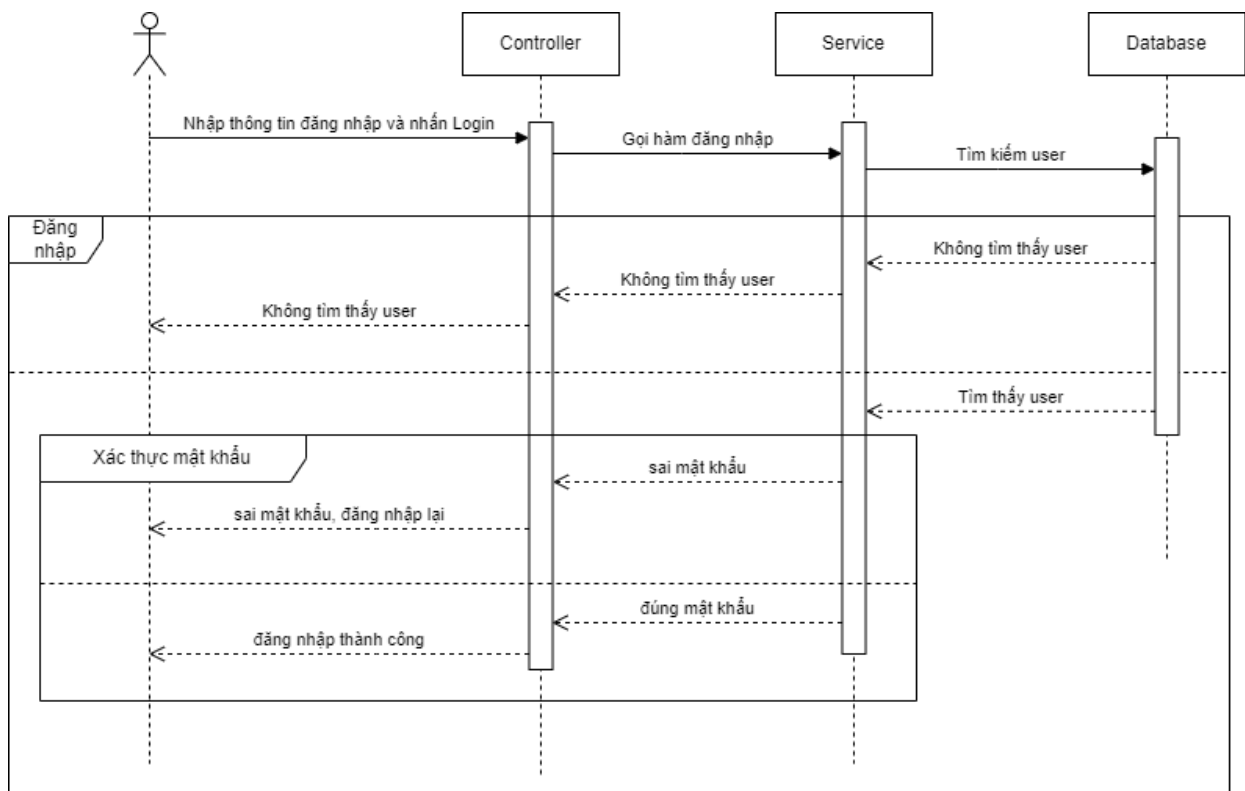 Controller
Service
Database
Nhập thông tin đăng nhập và nhấn Login
Gọi hàm đăng nhập
Tìm kiếm user
Đăng
nhập
Không tìm thấy user
Không tìm thấy user
Không tìm thấy user
Tìm thấy user
Xác thực mật khẩu
sai mật khẩu
sai mật khẩu, đăng nhập lại
đúng mật khẩu
đăng nhập thành công